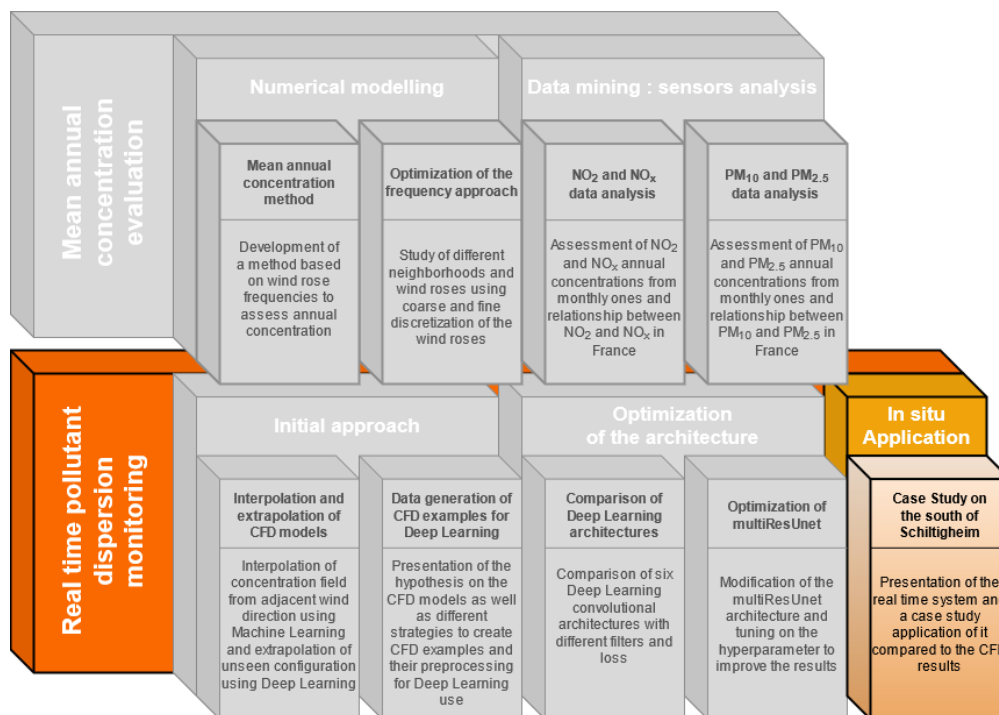 Mean annual
concentration
evaluation
Numerical modelling
Data mining : sensors analysis
Mean annual
concentration
method
Development of
a method based
on wind rose
frequencies to
assess annual
concentration
Optimization of the
frequency approach
Study of different
neighborhoods and
wind roses using
coarse and fine
discretization of the
wind roses
NO₂ and NOₓ
data analysis
Assessment of NO₂
and NOₓ annual
concentrations from
monthly ones and
relationship between
NO₂ and NOₓ in
France
PM₁₀ and PM₂.₅
data analysis
Assessment of PM₁₀
and PM₂.₅ annual
concentrations from
monthly ones and
relationship between
PM₁₀ and PM₂.₅ in
France
Real time pollutant
dispersion
monitoring
Initial approach
Optimization
of the architecture
In situ
Application
Interpolation and
extrapolation of
CFD models
Interpolation of
concentration field
from adjacent wind
direction using
Machine Learning
and extrapolation of
unseen configuration
using Deep Learning
Data generation of
CFD examples for
Deep Learning
Presentation of the
hypothesis on the
CFD models as well
as different
strategies to create
CFD examples and
their preprocessing
for Deep Learning
use
Comparison of
Deep Learning
architectures
Comparison of six
Deep Learning
convolutional
architectures with
different filters and
loss
Optimization of
multiResUnet
Modification of the
multiResUnet
architecture and
tuning on the
hyperparameter to
improve the results
Case Study on
the south of
Schiltigheim
Presentation of the
real time system and
a case study
application of it
compared to the CFD
results